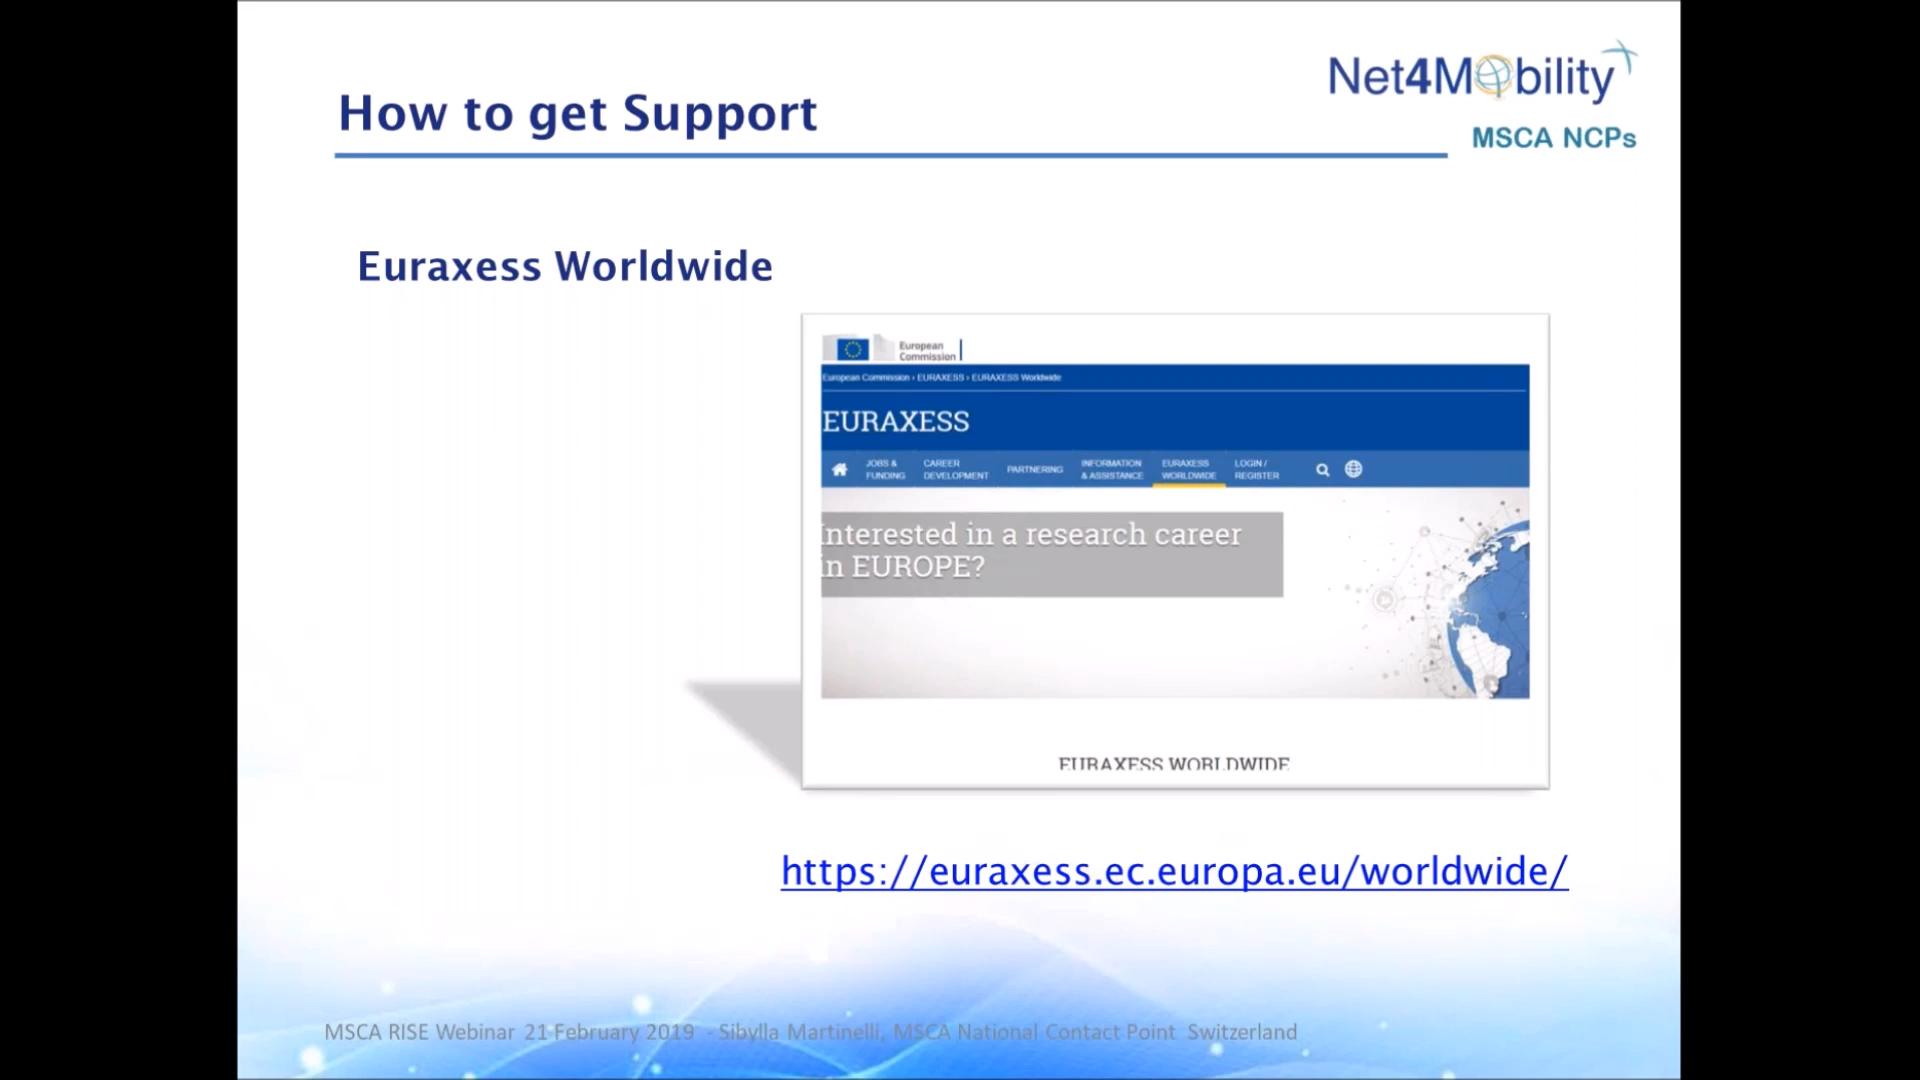 Net4Mobility+
MSCA NCPs
How to get Support
Euraxess Worldwide
European
Commission
European Commission › EURAXESS › EURAXESS Worldwide
EURAXESS
JOBS &
FUNDING
CAREER
DEVELOPMENT
PARTNERING
INFORMATION
& ASSISTANCE
EURAXESS
WORLDWIDE
LOGIN /
REGISTER
Interested in a research career
in EUROPE?
EURAXESS WORLDWIDE
https://euraxess.ec.europa.eu/worldwide/
MSCA RISE Webinar 21 February 2019 - Sibylla Martinelli, MSCA National Contact Point Switzerland